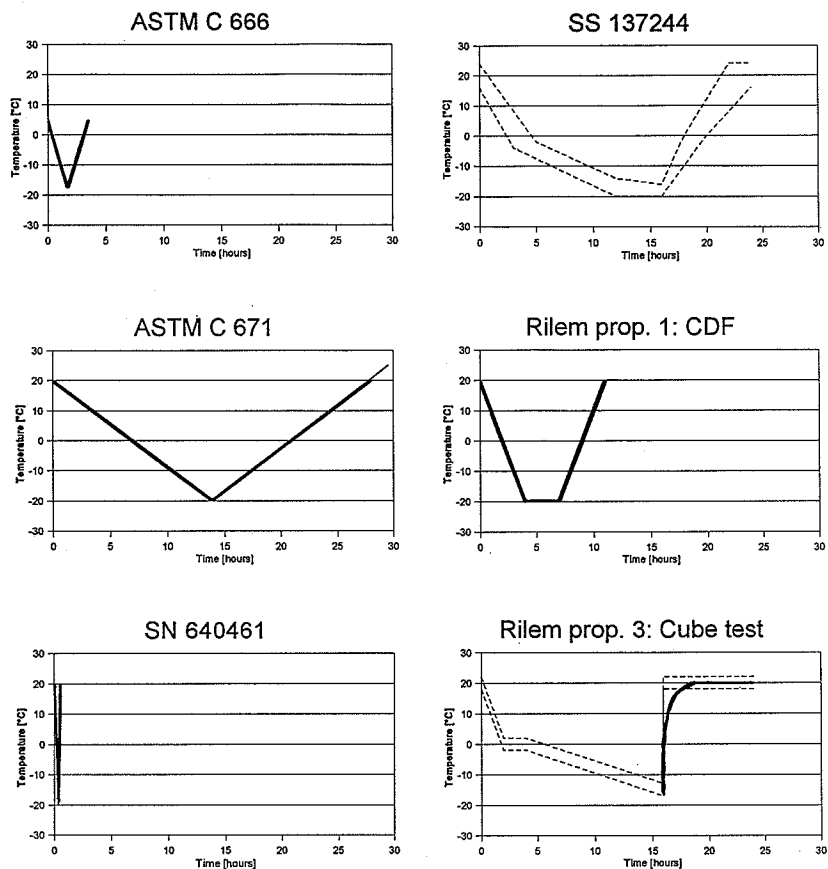 ASTM C 666
30
20
10
0
-10
-20
-30
Temperature [°C]
0 5 10 15 20 25 30
Time [hours]
SS 137244
30
20
10
0
-10
-20
-30
Temperature [°C]
0 5 10 15 20 25 30
Time [hours]
ASTM C 671
30
20
10
0
-10
-20
-30
Temperature [°C]
0 5 10 15 20 25 30
Time [hours]
Rilem prop. 1: CDF
30
20
10
0
-10
-20
-30
Temperature [°C]
0 5 10 15 20 25 30
Time [hours]
SN 640461
30
20
10
0
-10
-20
-30
Temperature [°C]
0 5 10 15 20 25 30
Time [hours]
Rilem prop. 3: Cube test
30
20
10
0
-10
-20
-30
Temperature [°C]
0 5 10 15 20 25 30
Time [hours]